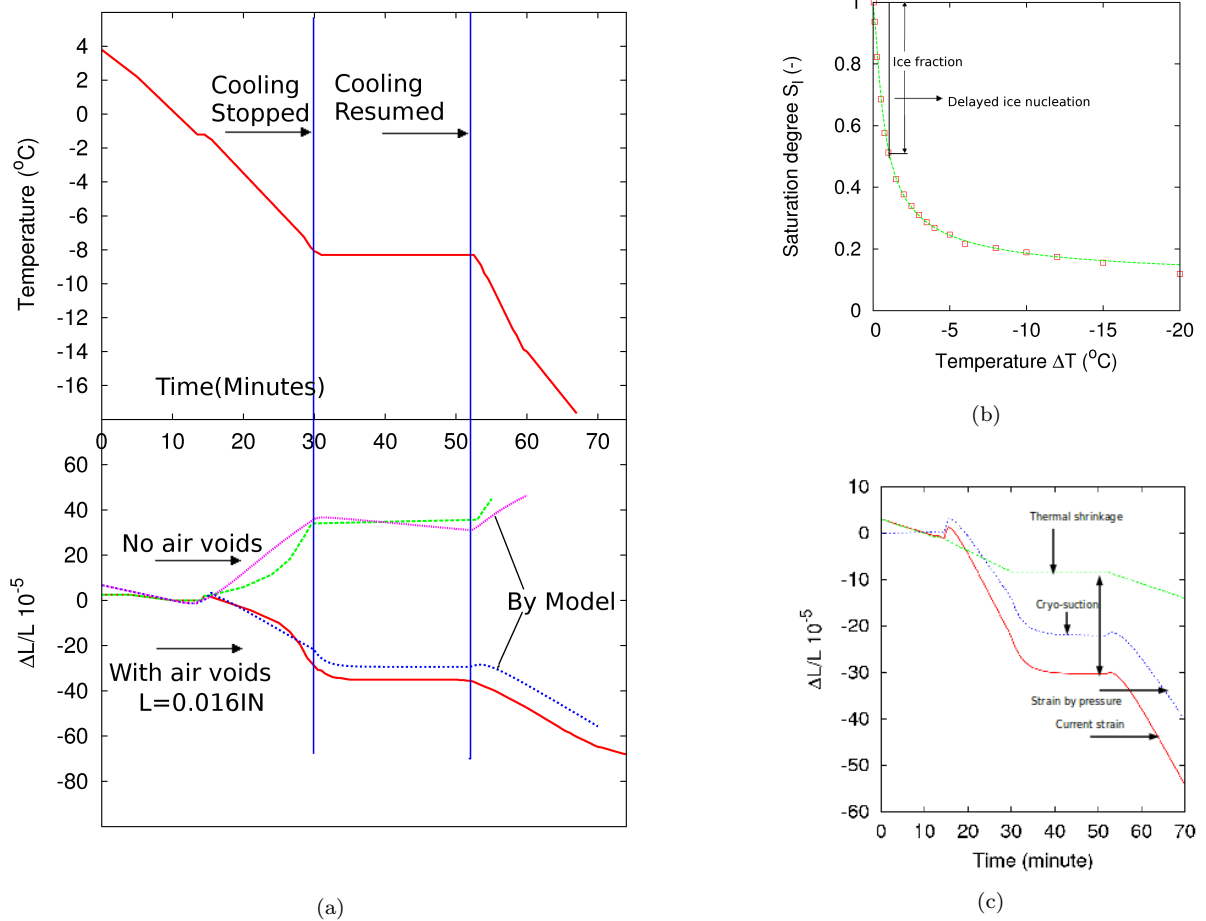 4
2
0
-2
-4
-6
-8
-10
-12
-14
-16
Temperature (°C)
Cooling
Stopped
Cooling
Resumed
Time(Minutes)
0 10 20 30 40 50 60 70
60
40
20
0
-20
-40
-60
-80
ΔL/L 10⁻⁵
No air voids
With air voids
L=0.016IN
By Model
(a)
1
0.8
0.6
0.4
0.2
0
Saturation degree Sₗ (-)
Ice fraction
Delayed ice nucleation
0 -5 -10 -15 -20
Temperature ΔT (°C)
(b)
10
0
-10
-20
-30
-40
-50
-60
ΔL/L 10⁻⁵
Thermal shrinkage
Cryo-suction
Strain by pressure
Current strain
0 10 20 30 40 50 60 70
Time (minute)
(c)